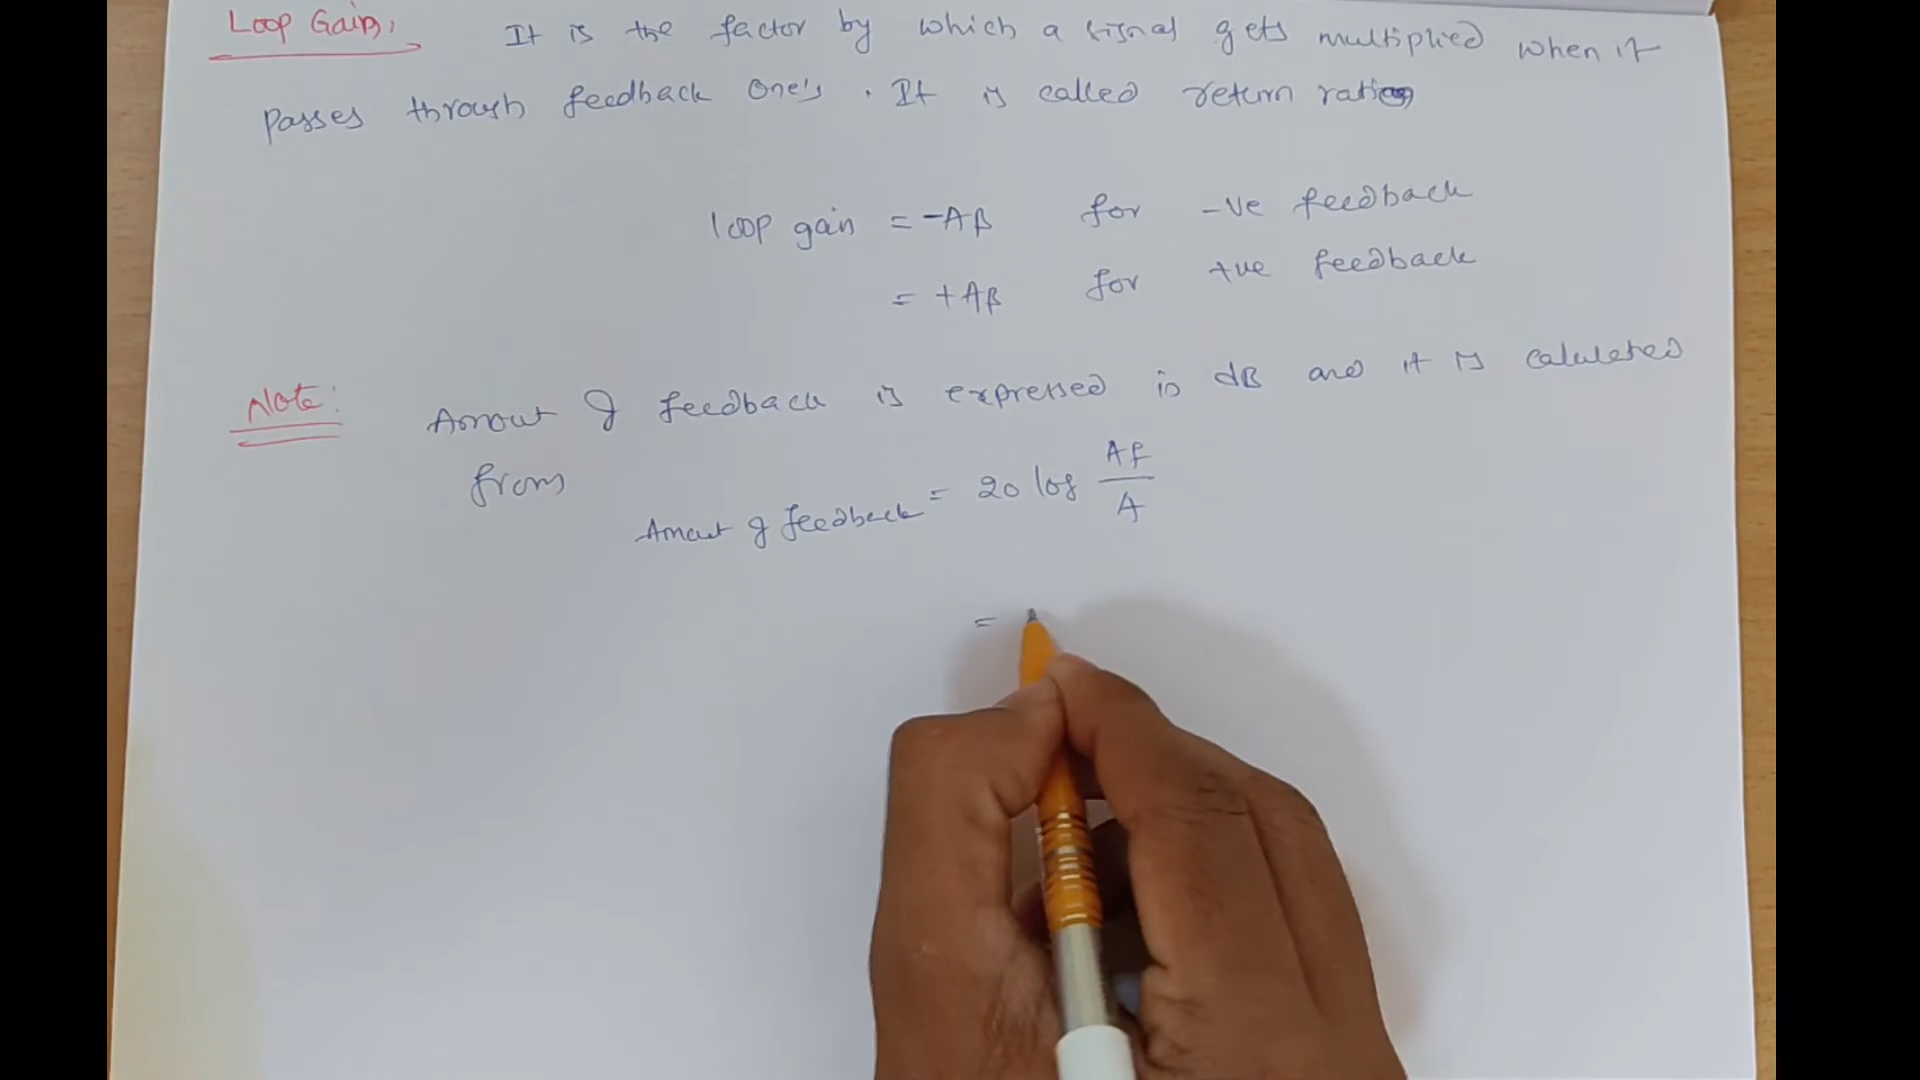 Loop Gain: It is the factor by which a signal gets multiplied when it
passes through feedback one's. It is called return ratio
loop gain = -Aβ for -ve feedback
= +Aβ for +ve feedback
Note: Amout of feedback is expressed in dB and it is calculated
from
Amout of feedback = 20 log Af/A
=